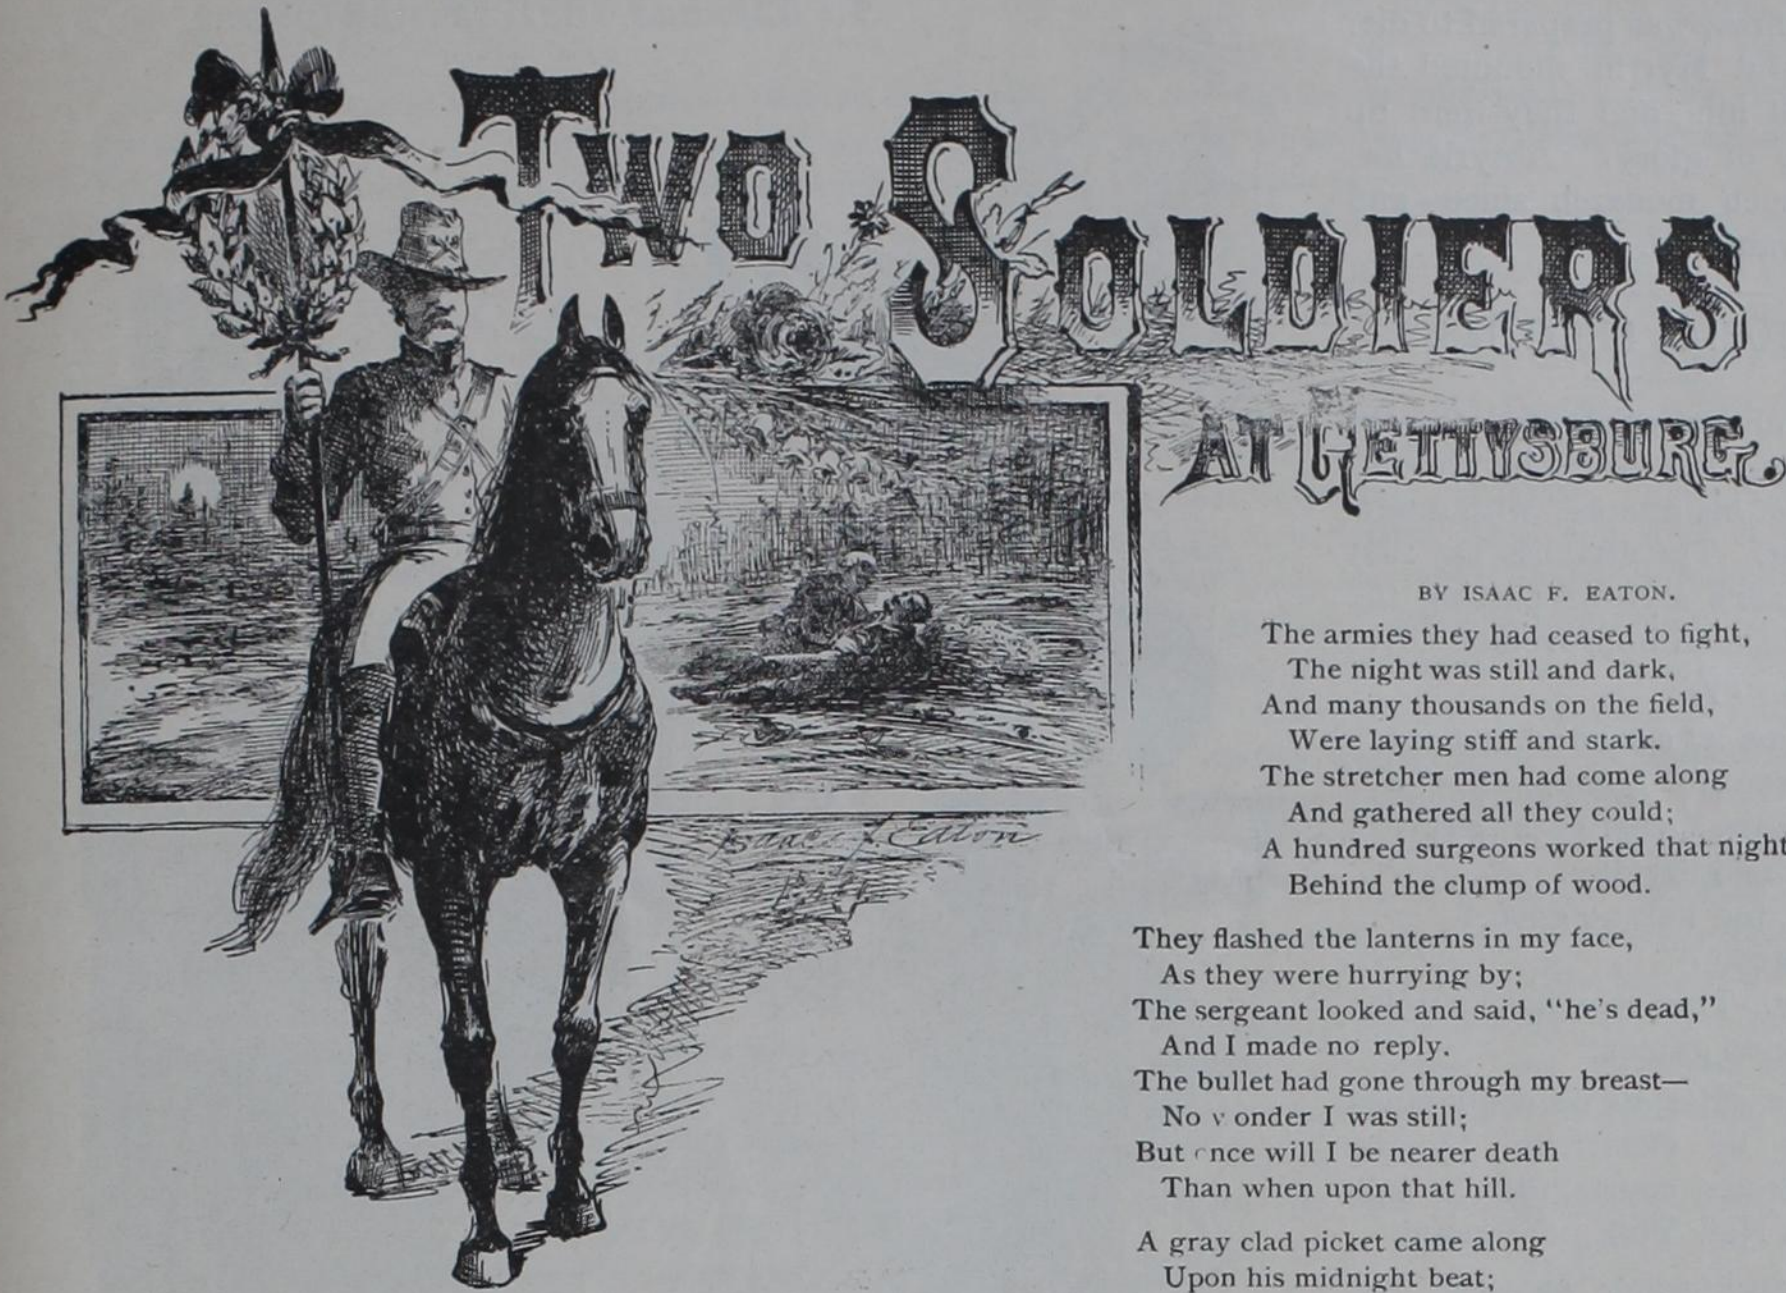 TWO SOLDIERS
AT GETTYSBURG.
Isaac F. Eaton
BY ISAAC F. EATON.
The armies they had ceased to fight,
The night was still and dark,
And many thousands on the field,
Were laying stiff and stark.
The stretcher men had come along
And gathered all they could;
A hundred surgeons worked that night
Behind the clump of wood.
They flashed the lanterns in my face,
As they were hurrying by;
The sergeant looked and said, “he's dead,”
And I made no reply.
The bullet had gone through my breast—
No onder I was still;
But nce will I be nearer death
Than when upon that hill.
A gray clad picket came along
Upon his midnight beat;